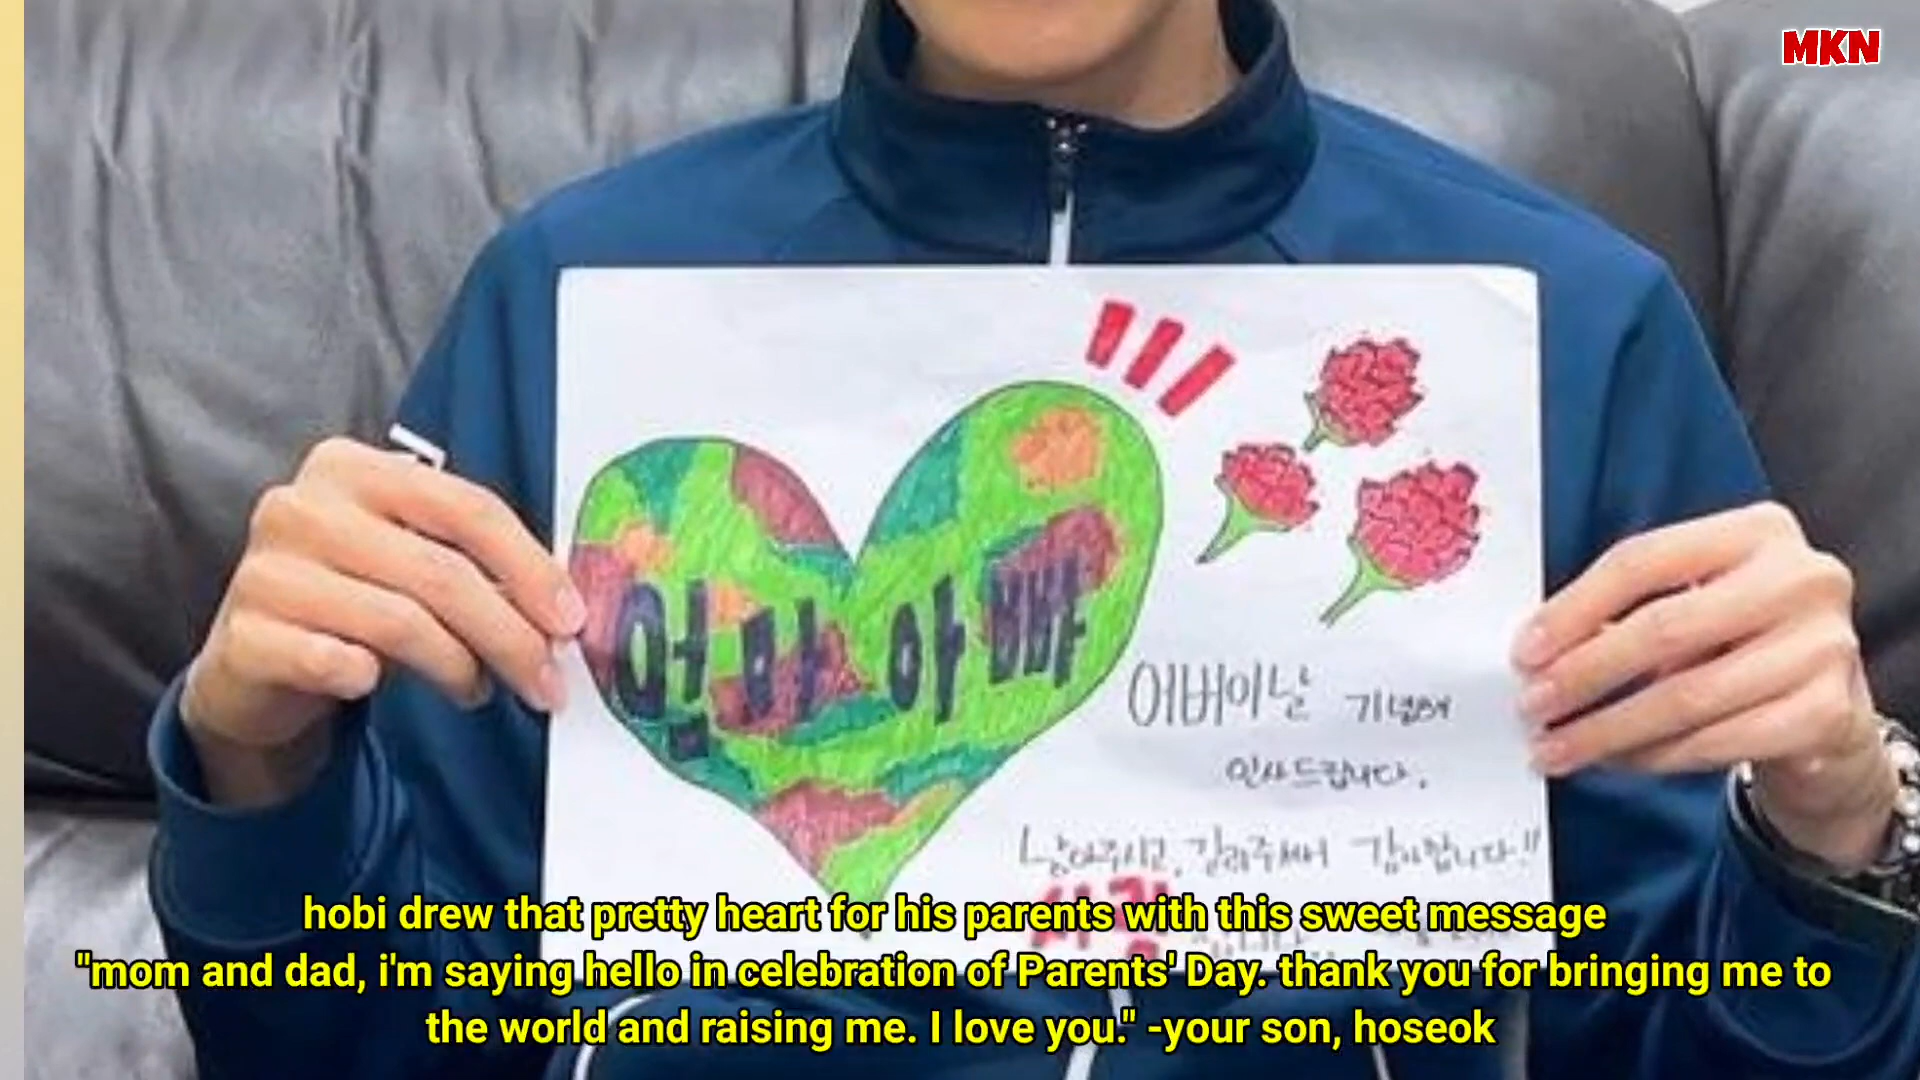 MKN
엄마 아빠
어버이날 기념해
인사드립니다.
낳아주시고, 길러주셔서 감사합니다!!
사랑
hobi drew that pretty heart for his parents with this sweet message
"mom and dad, i'm saying hello in celebration of Parents' Day. thank you for bringing me to
the world and raising me. I love you." -your son, hoseok